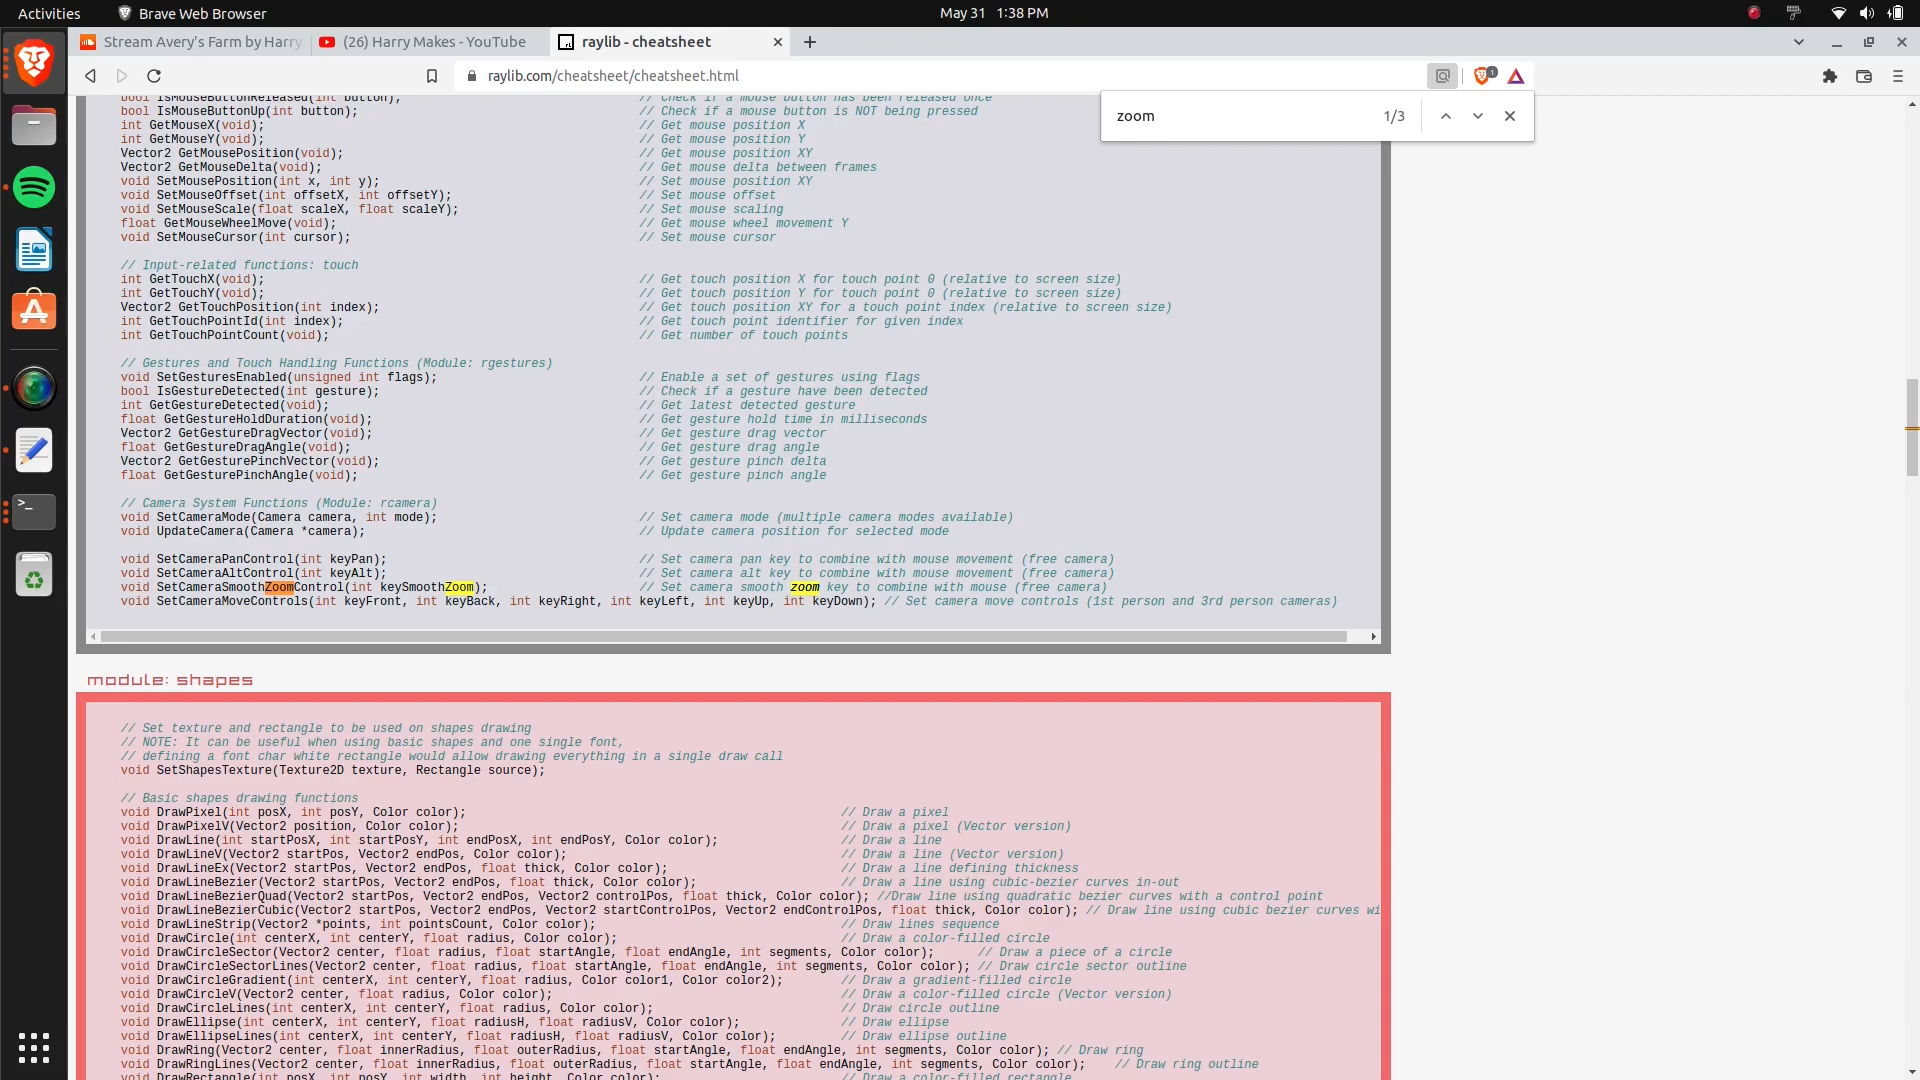 Activities
Brave Web Browser
May 31 1:38 PM
Stream Avery's Farm by Harry
(26) Harry Makes - YouTube
raylib - cheatsheet
raylib.com/cheatsheet/cheatsheet.html
1
zoom
1/3
bool IsMouseButtonReleased(int button); // Check if a mouse button has been released once
bool IsMouseButtonUp(int button); // Check if a mouse button is NOT being pressed
int GetMouseX(void); // Get mouse position X
int GetMouseY(void); // Get mouse position Y
Vector2 GetMousePosition(void); // Get mouse position XY
Vector2 GetMouseDelta(void); // Get mouse delta between frames
void SetMousePosition(int x, int y); // Set mouse position XY
void SetMouseOffset(int offsetX, int offsetY); // Set mouse offset
void SetMouseScale(float scaleX, float scaleY); // Set mouse scaling
float GetMouseWheelMove(void); // Get mouse wheel movement Y
void SetMouseCursor(int cursor); // Set mouse cursor
// Input-related functions: touch
int GetTouchX(void); // Get touch position X for touch point 0 (relative to screen size)
int GetTouchY(void); // Get touch position Y for touch point 0 (relative to screen size)
Vector2 GetTouchPosition(int index); // Get touch position XY for a touch point index (relative to screen size)
int GetTouchPointId(int index); // Get touch point identifier for given index
int GetTouchPointCount(void); // Get number of touch points
// Gestures and Touch Handling Functions (Module: rgestures)
void SetGesturesEnabled(unsigned int flags); // Enable a set of gestures using flags
bool IsGestureDetected(int gesture); // Check if a gesture have been detected
int GetGestureDetected(void); // Get latest detected gesture
float GetGestureHoldDuration(void); // Get gesture hold time in milliseconds
Vector2 GetGestureDragVector(void); // Get gesture drag vector
float GetGestureDragAngle(void); // Get gesture drag angle
Vector2 GetGesturePinchVector(void); // Get gesture pinch delta
float GetGesturePinchAngle(void); // Get gesture pinch angle
// Camera System Functions (Module: rcamera)
void SetCameraMode(Camera camera, int mode); // Set camera mode (multiple camera modes available)
void UpdateCamera(Camera *camera); // Update camera position for selected mode
void SetCameraPanControl(int keyPan); // Set camera pan key to combine with mouse movement (free camera)
void SetCameraAltControl(int keyAlt); // Set camera alt key to combine with mouse movement (free camera)
void SetCameraSmoothZoomControl(int keySmoothZoom); // Set camera smooth zoom key to combine with mouse (free camera)
void SetCameraMoveControls(int keyFront, int keyBack, int keyRight, int keyLeft, int keyUp, int keyDown); // Set camera move controls (1st person and 3rd person cameras)
module: shapes
// Set texture and rectangle to be used on shapes drawing
// NOTE: It can be useful when using basic shapes and one single font,
// defining a font char white rectangle would allow drawing everything in a single draw call
void SetShapesTexture(Texture2D texture, Rectangle source);
// Basic shapes drawing functions
void DrawPixel(int posX, int posY, Color color); // Draw a pixel
void DrawPixelV(Vector2 position, Color color); // Draw a pixel (Vector version)
void DrawLine(int startPosX, int startPosY, int endPosX, int endPosY, Color color); // Draw a line
void DrawLineV(Vector2 startPos, Vector2 endPos, Color color); // Draw a line (Vector version)
void DrawLineEx(Vector2 startPos, Vector2 endPos, float thick, Color color); // Draw a line defining thickness
void DrawLineBezier(Vector2 startPos, Vector2 endPos, float thick, Color color); // Draw a line using cubic-bezier curves in-out
void DrawLineBezierQuad(Vector2 startPos, Vector2 endPos, Vector2 controlPos, float thick, Color color); //Draw line using quadratic bezier curves with a control point
void DrawLineBezierCubic(Vector2 startPos, Vector2 endPos, Vector2 startControlPos, Vector2 endControlPos, float thick, Color color); // Draw line using cubic bezier curves wi
void DrawLineStrip(Vector2 *points, int pointsCount, Color color); // Draw lines sequence
void DrawCircle(int centerX, int centerY, float radius, Color color); // Draw a color-filled circle
void DrawCircleSector(Vector2 center, float radius, float startAngle, float endAngle, int segments, Color color); // Draw a piece of a circle
void DrawCircleSectorLines(Vector2 center, float radius, float startAngle, float endAngle, int segments, Color color); // Draw circle sector outline
void DrawCircleGradient(int centerX, int centerY, float radius, Color color1, Color color2); // Draw a gradient-filled circle
void DrawCircleV(Vector2 center, float radius, Color color); // Draw a color-filled circle (Vector version)
void DrawCircleLines(int centerX, int centerY, float radius, Color color); // Draw circle outline
void DrawEllipse(int centerX, int centerY, float radiusH, float radiusV, Color color); // Draw ellipse
void DrawEllipseLines(int centerX, int centerY, float radiusH, float radiusV, Color color); // Draw ellipse outline
void DrawRing(Vector2 center, float innerRadius, float outerRadius, float startAngle, float endAngle, int segments, Color color); // Draw ring
void DrawRingLines(Vector2 center, float innerRadius, float outerRadius, float startAngle, float endAngle, int segments, Color color); // Draw ring outline
void DrawRectangle(int posX, int posY, int width, int height, Color color); // Draw a color-filled rectangle